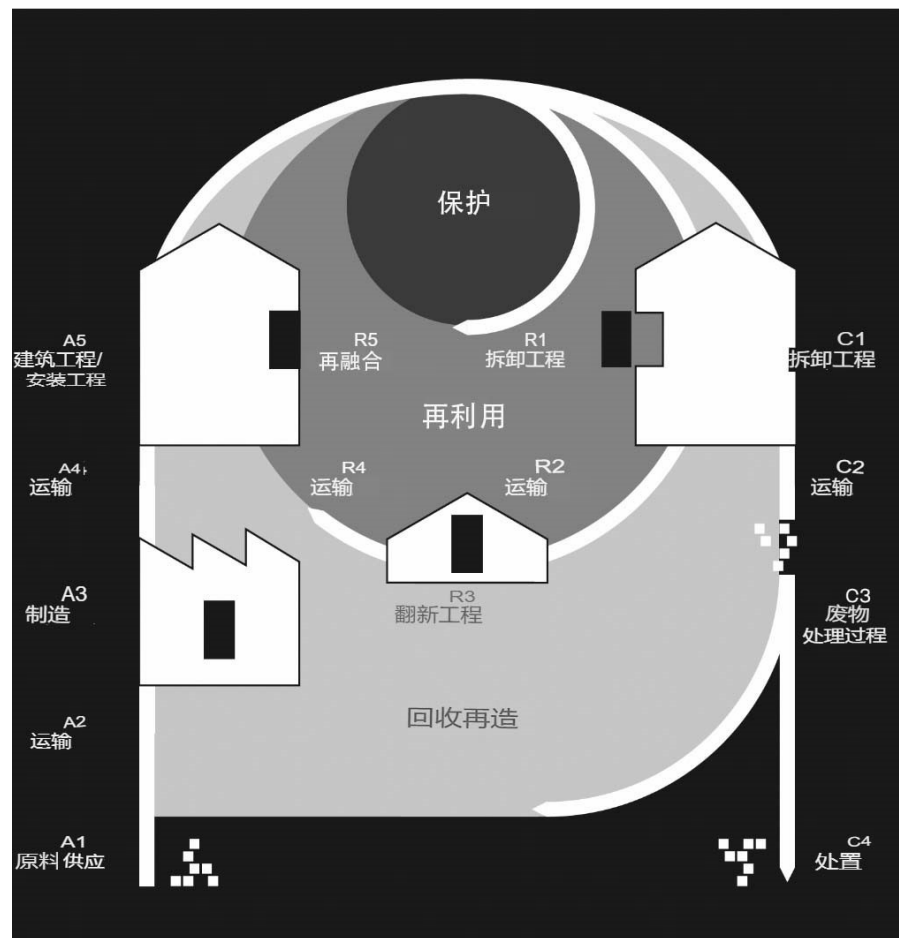 保护
A5
建筑工程/
安装工程
R5
再融合
R1
拆卸工程
C1
拆卸工程
再利用
A4
运输
R4
运输
R2
运输
C2
运输
A3
制造
R3
翻新工程
C3
废物
处理过程
回收再造
A2
运输
A1
原料供应
C4
处置